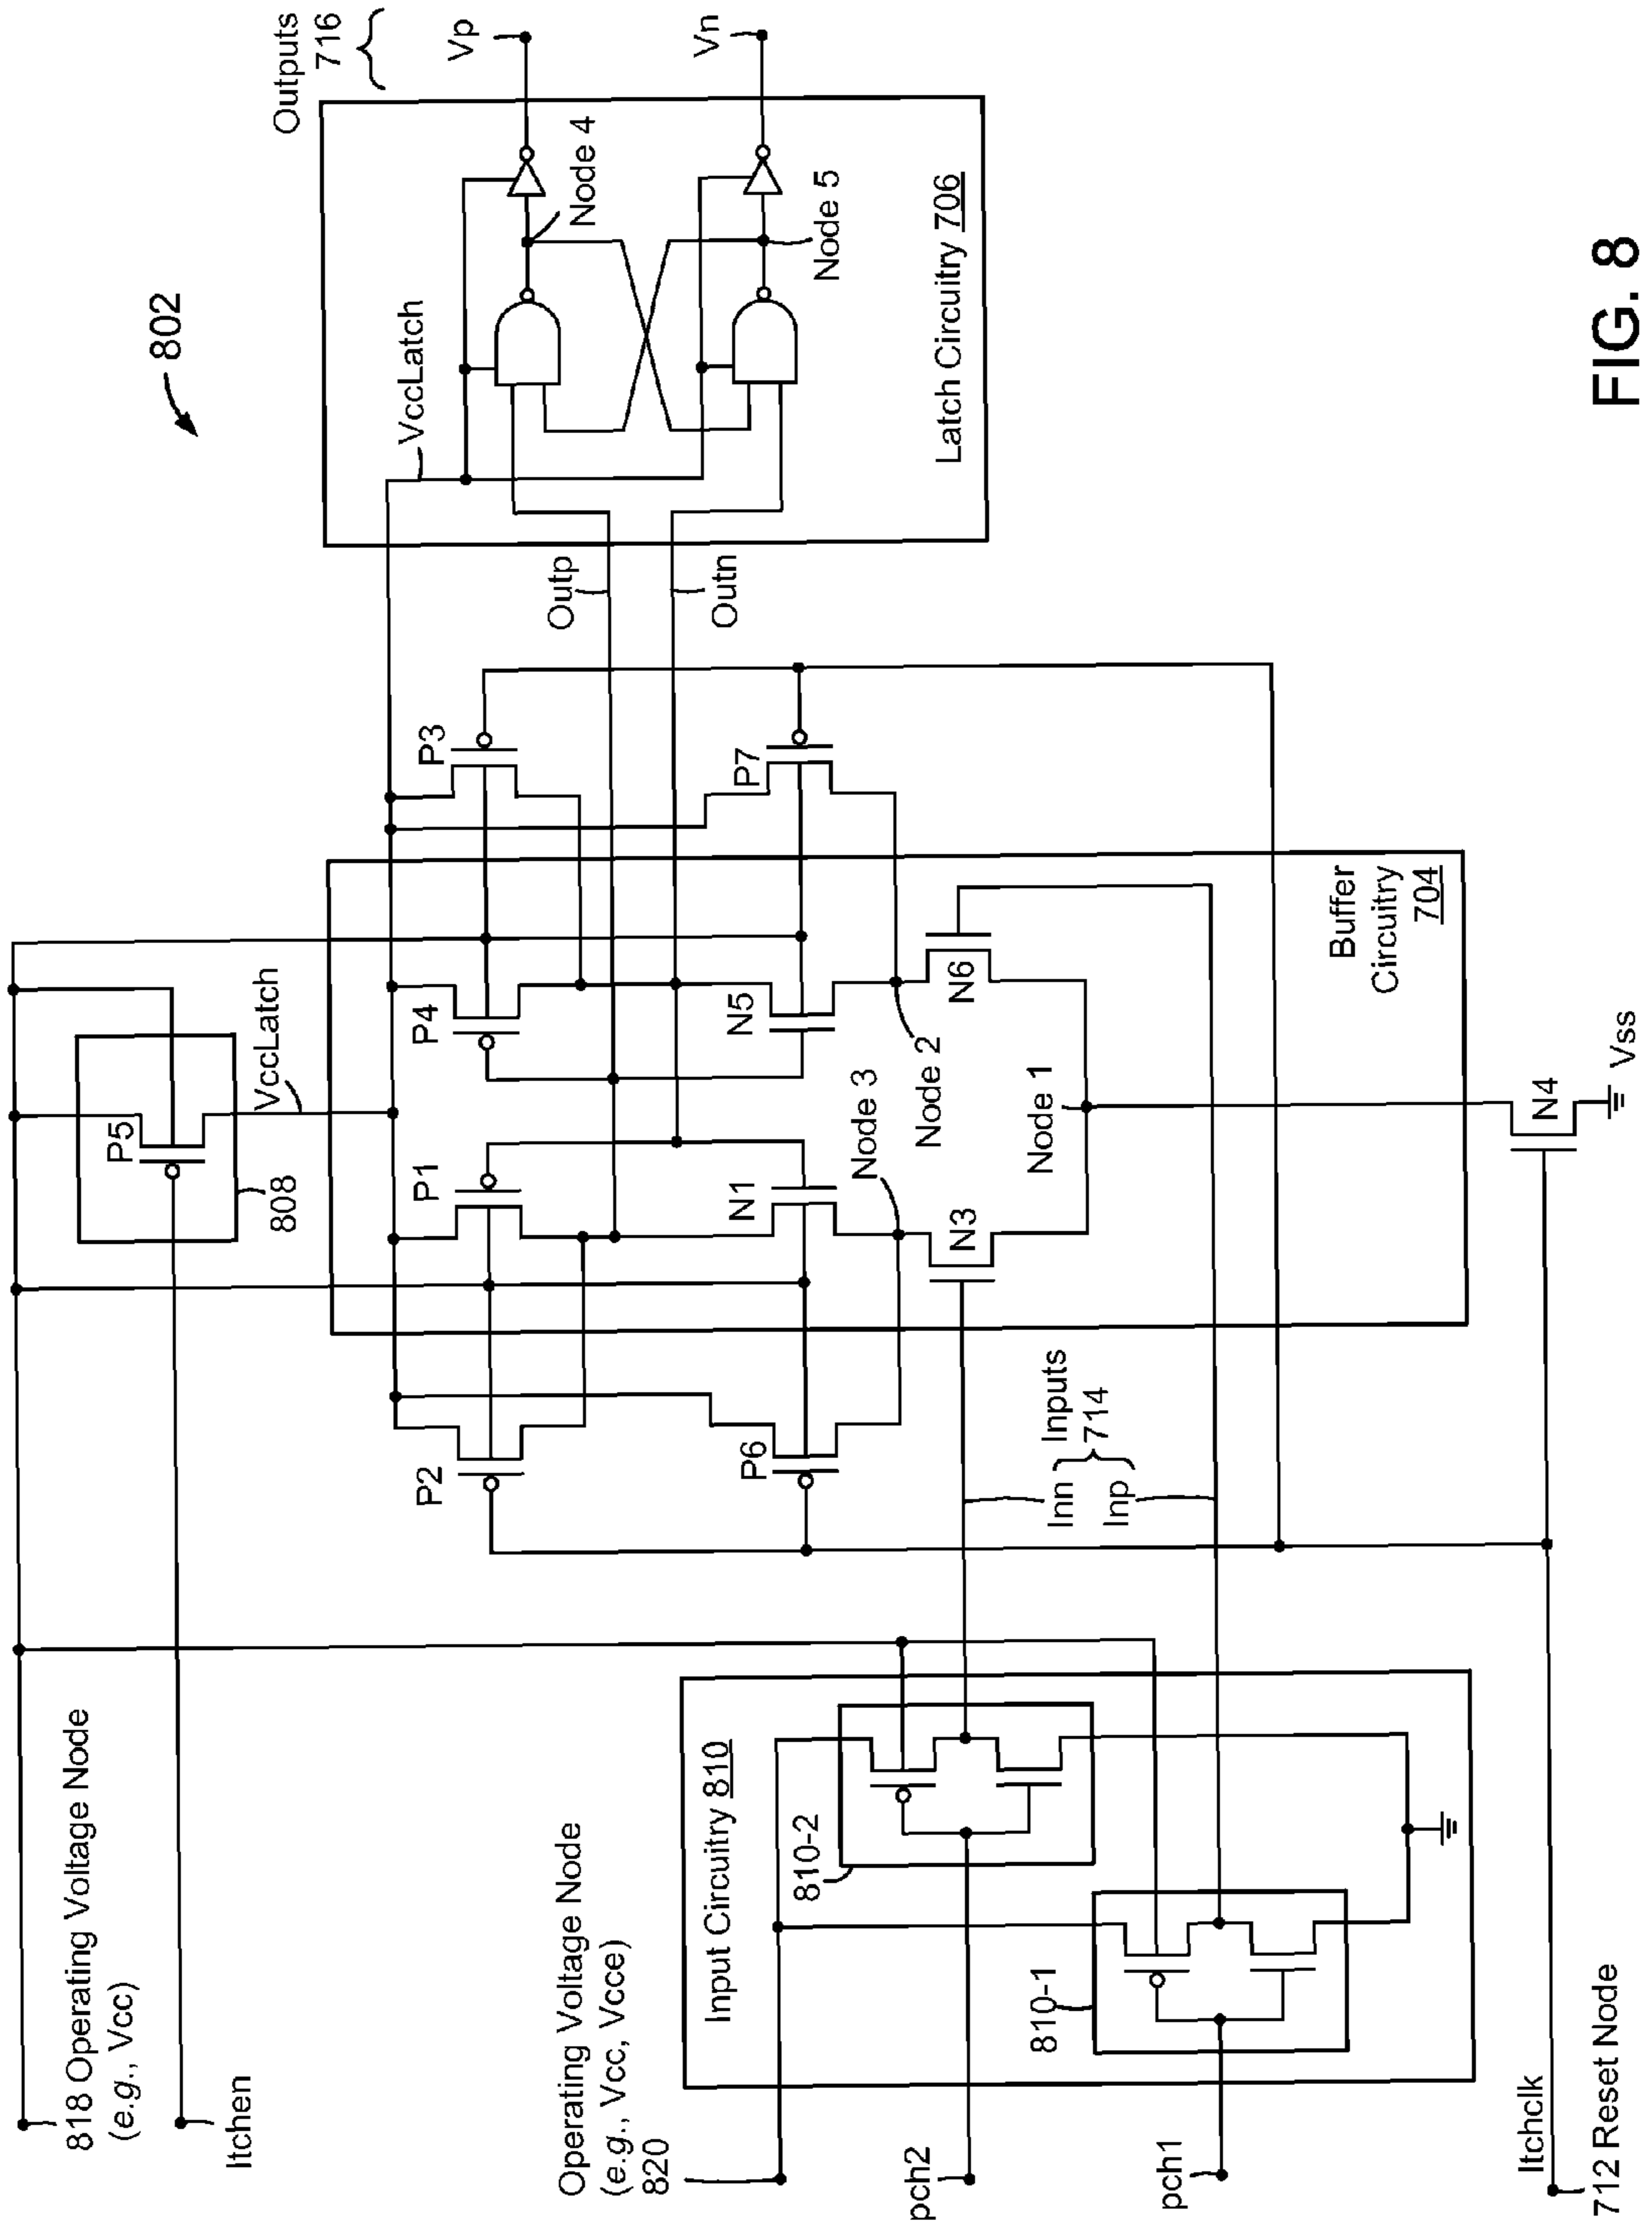 802
Outputs
716
Vp
Vn
VccLatch
Node 4
Node 5
Latch Circuitry 706
Outp
Outn
818 Operating Voltage Node
(e.g., Vcc)
ltchen
P5
808
VccLatch
P3
P7
P4
N5
N6
Node 2
Buffer
Circuitry
704
P1
N1
N3
Node 3
Node 1
P2
P6
N4
Vss
Inn
Inp
Inputs
714
Operating Voltage Node
(e.g., Vcc, Vcce)
820
Input Circuitry 810
810-2
810-1
pch2
pch1
ltchclk
712 Reset Node
FIG. 8